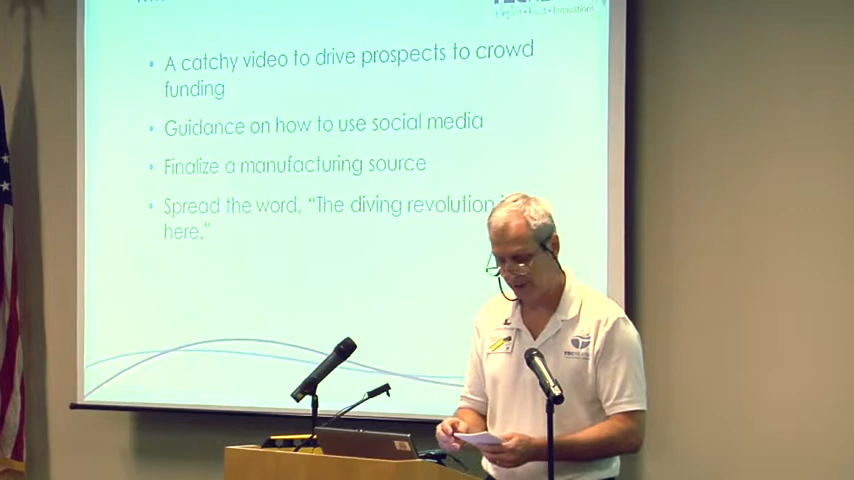 • A catchy video to drive prospects to crowd
funding
• Guidance on how to use social media
• Finalize a manufacturing source
• Spread the word, “The diving revolution
here.”